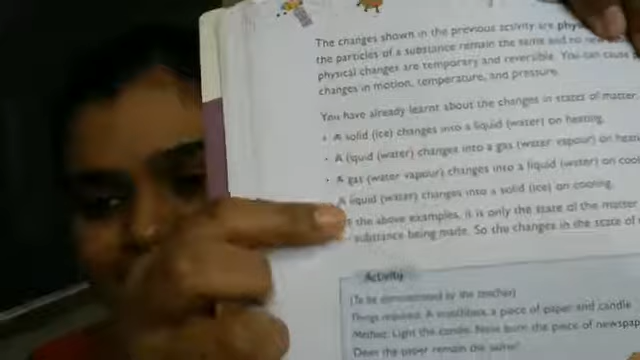 The changes shown in the previous activity are
the particles of a substance remain the same and no
physical changes are temporary and reversible. You can cause
changes in motion, temperature, and pressure.
You have already learnt about the changes in states of matter.
• A solid (ice) changes into a liquid (water) on heating.
• A liquid (water) changes into a gas (water vapour) on
• A gas (water vapour) changes into a liquid (water) on
A liquid (water) changes into a solid (ice) on cooling.
the above examples, it is only the state of the matter
substance being made. So the changes in the state of
Activity
(To be demonstrated by the teacher)
Things required: A matchbox, a piece of paper and candle
Method: Light the candle. Now burn the piece of
Does the paper remain the same?